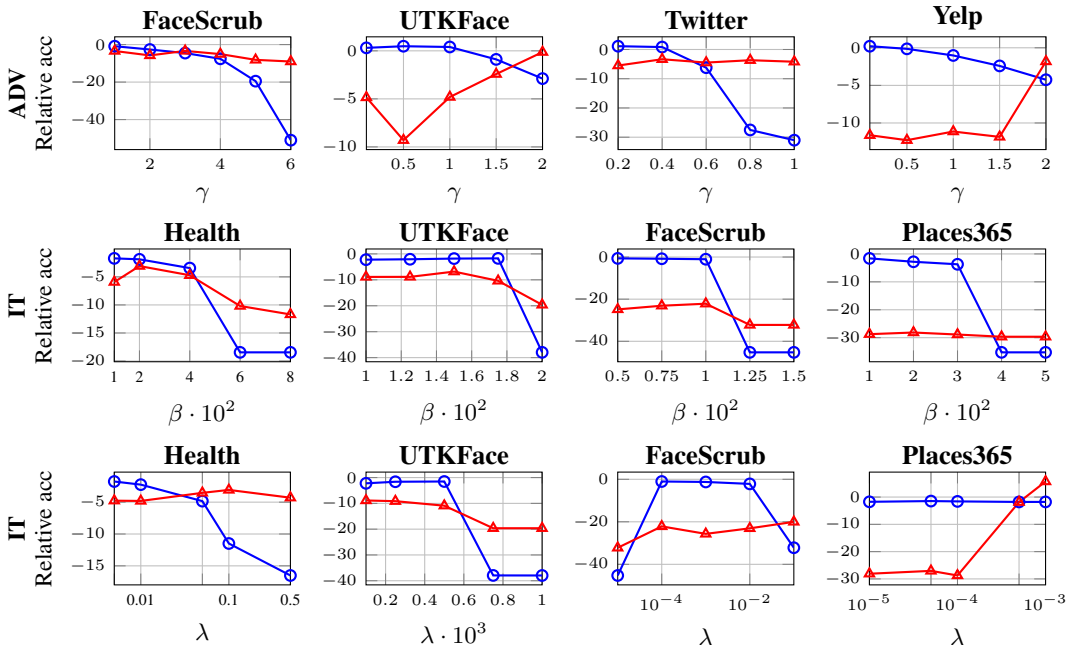 FaceScrub UTKFace Twitter Yelp
ADV
Relative acc
0 −20 −40
2 4 6
γ
0 −5 −10
0.5 1 1.5 2
γ
0 −10 −20 −30
0.2 0.4 0.6 0.8 1
γ
0 −5 −10
0.5 1 1.5 2
γ
Health UTKFace FaceScrub Places365
IT
Relative acc
−5 −10 −15 −20
1 2 4 6 8
β · 10²
0 −10 −20 −30 −40
1 1.2 1.4 1.6 1.8 2
β · 10²
0 −20 −40
0.5 0.75 1 1.25 1.5
β · 10²
0 −10 −20 −30
1 2 3 4 5
β · 10²
Health UTKFace FaceScrub Places365
IT
Relative acc
−5 −10 −15
0.01 0.1 0.5
λ
0 −10 −20 −30 −40
0.2 0.4 0.6 0.8 1
λ · 10³
0 −20 −40
10⁻⁴ 10⁻²
λ
0 −10 −20 −30
10⁻⁵ 10⁻⁴ 10⁻³
λ